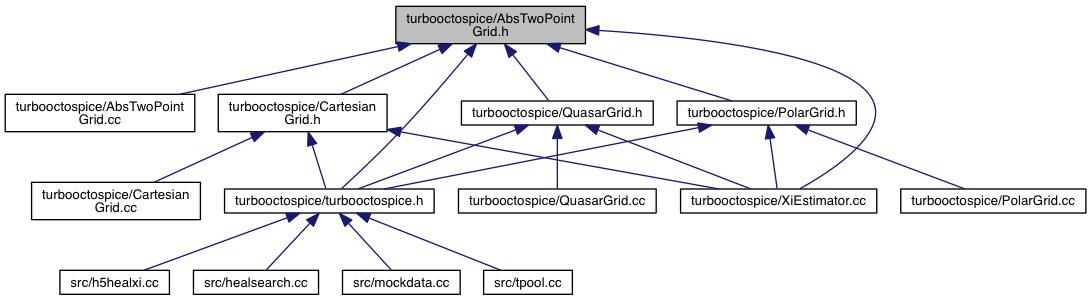 turbooctospice/AbsTwoPoint
Grid.h
turbooctospice/AbsTwoPoint
Grid.cc
turbooctospice/Cartesian
Grid.h
turbooctospice/QuasarGrid.h
turbooctospice/PolarGrid.h
turbooctospice/Cartesian
Grid.cc
turbooctospice/turbooctospice.h
turbooctospice/QuasarGrid.cc
turbooctospice/XiEstimator.cc
turbooctospice/PolarGrid.cc
src/h5healxi.cc
src/healsearch.cc
src/mockdata.cc
src/tpool.cc